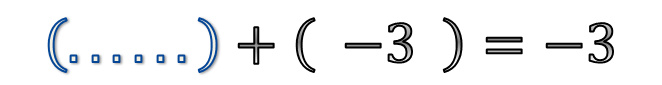 (......) + ( −3 ) = −3